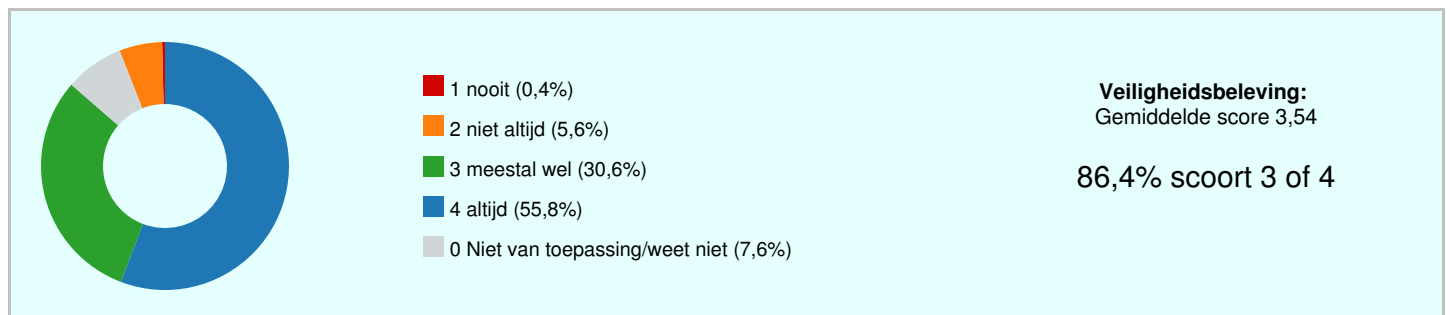 1 nooit (0,4%)
2 niet altijd (5,6%)
3 meestal wel (30,6%)
4 altijd (55,8%)
0 Niet van toepassing/weet niet (7,6%)
Veiligheidsbeleving:
Gemiddelde score 3,54
86,4% scoort 3 of 4